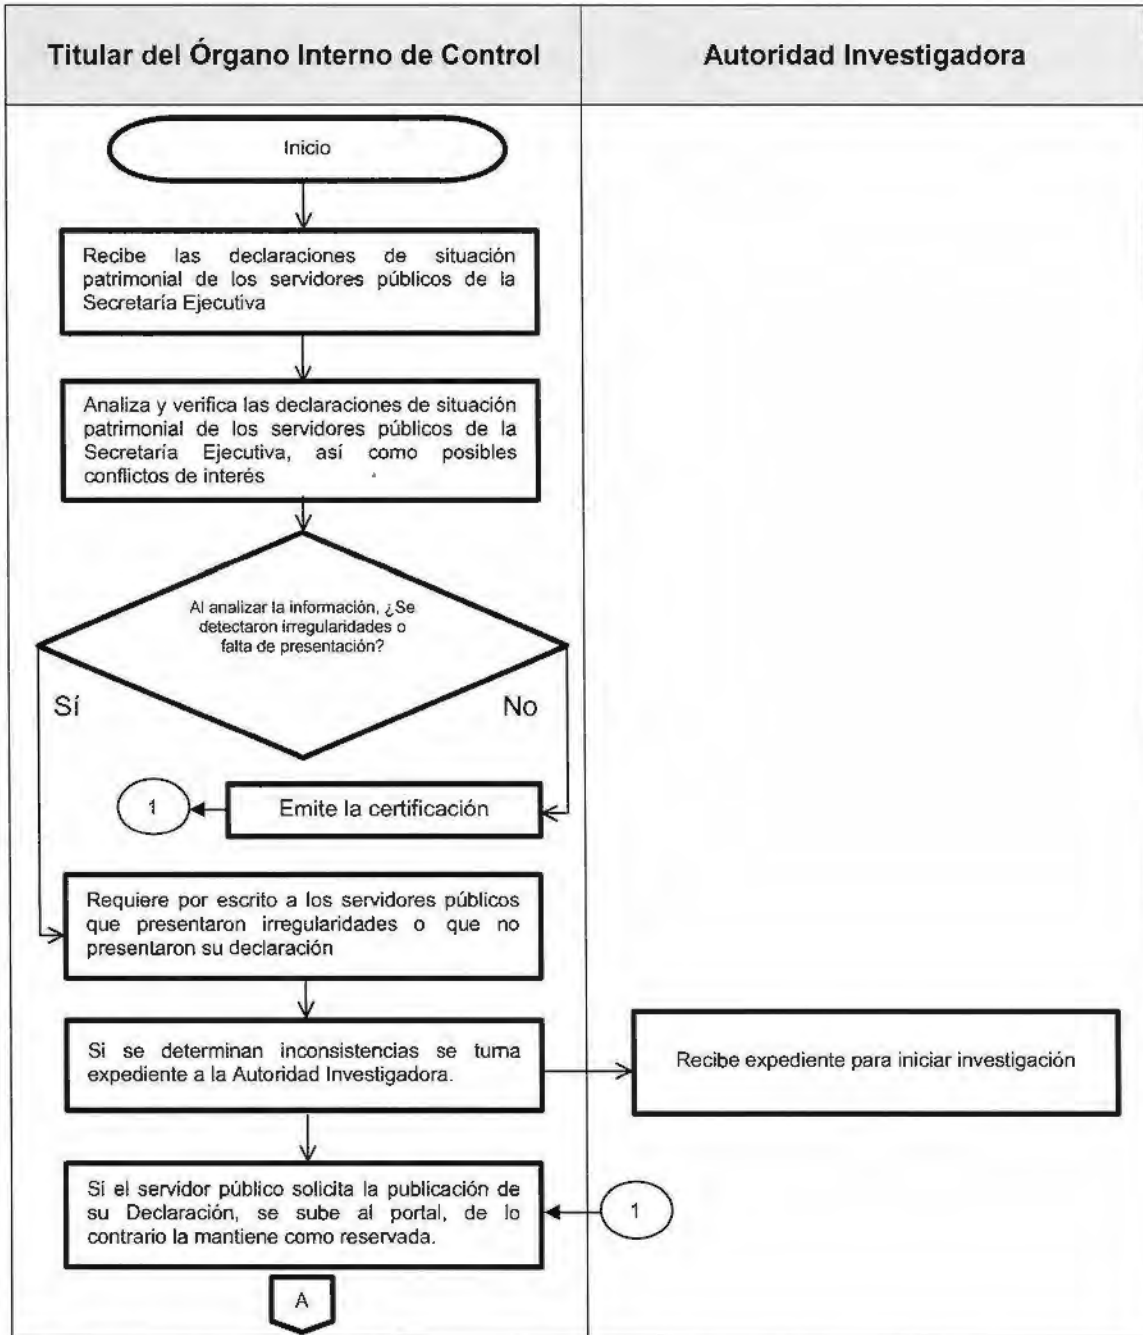 Titular del Órgano Interno de Control
Autoridad Investigadora
Inicio
Recibe las declaraciones de situación
patrimonial de los servidores públicos de la
Secretaría Ejecutiva
Analiza y verifica las declaraciones de situación
patrimonial de los servidores públicos de la
Secretaría Ejecutiva, así como posibles
conflictos de interés
Al analizar la información, ¿Se
detectaron irregularidades o
falta de presentación?
Sí
No
1
Emite la certificación
Requiere por escrito a los servidores públicos
que presentaron irregularidades o que no
presentaron su declaración
Si se determinan inconsistencias se turna
expediente a la Autoridad Investigadora.
Recibe expediente para iniciar investigación
Si el servidor público solicita la publicación de
su Declaración, se sube al portal, de lo
contrario la mantiene como reservada.
1
A